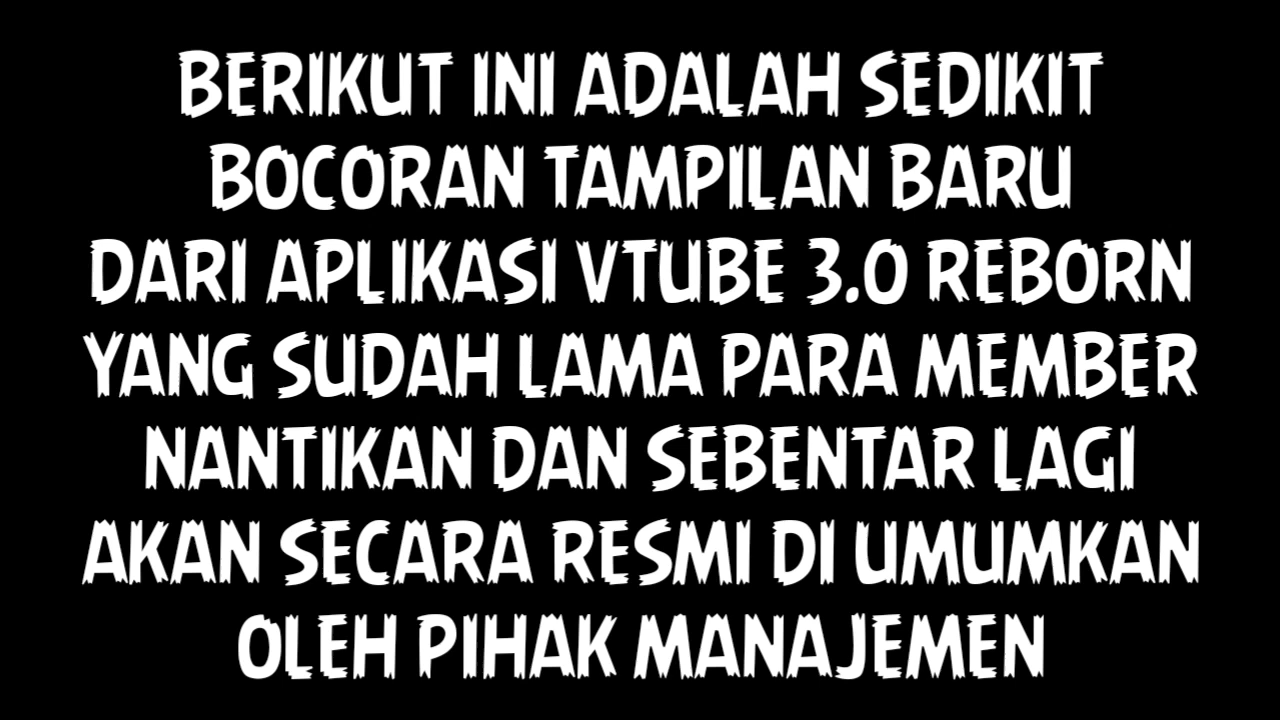 BERIKUT INI ADALAH SEDIKIT
BOCORAN TAMPILAN BARU
DARI APLIKASI VTUBE 3.0 REBORN
YANG SUDAH LAMA PARA MEMBER
NANTIKAN DAN SEBENTAR LAGI
AKAN SECARA RESMI DI UMUMKAN
OLEH PIHAK MANAJEMEN